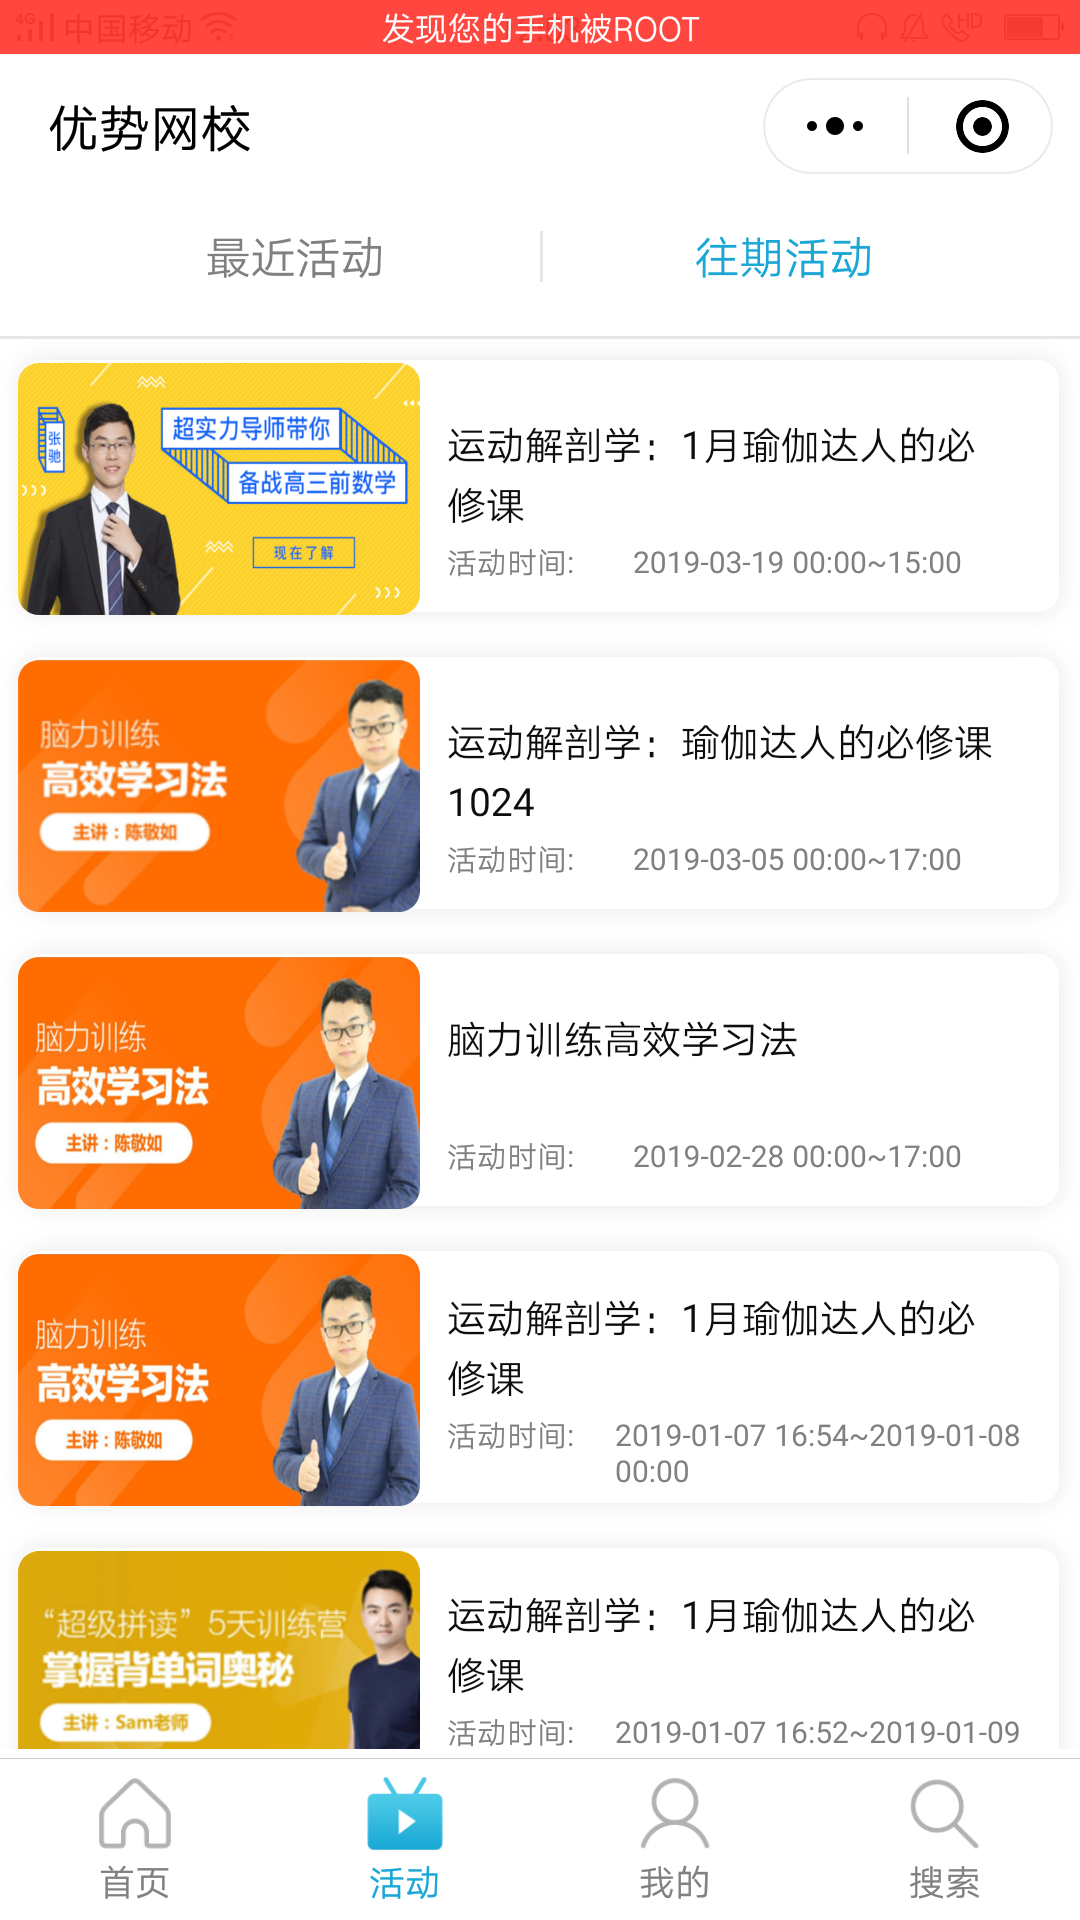 4G 中国移动 发现您的手机被ROOT HD
优势网校
最近活动 往期活动
张驰
超实力导师带你
备战高三前数学
现在了解
运动解剖学：1月瑜伽达人的必
修课
活动时间: 2019-03-19 00:00~15:00
脑力训练
高效学习法
主讲：陈敬如
运动解剖学：瑜伽达人的必修课
1024
活动时间: 2019-03-05 00:00~17:00
脑力训练
高效学习法
主讲：陈敬如
脑力训练高效学习法
活动时间: 2019-02-28 00:00~17:00
脑力训练
高效学习法
主讲：陈敬如
运动解剖学：1月瑜伽达人的必
修课
活动时间: 2019-01-07 16:54~2019-01-08
00:00
“超级拼读”5天训练营
掌握背单词奥秘
主讲：Sam老师
运动解剖学：1月瑜伽达人的必
修课
活动时间: 2019-01-07 16:52~2019-01-09
首页 活动 我的 搜索